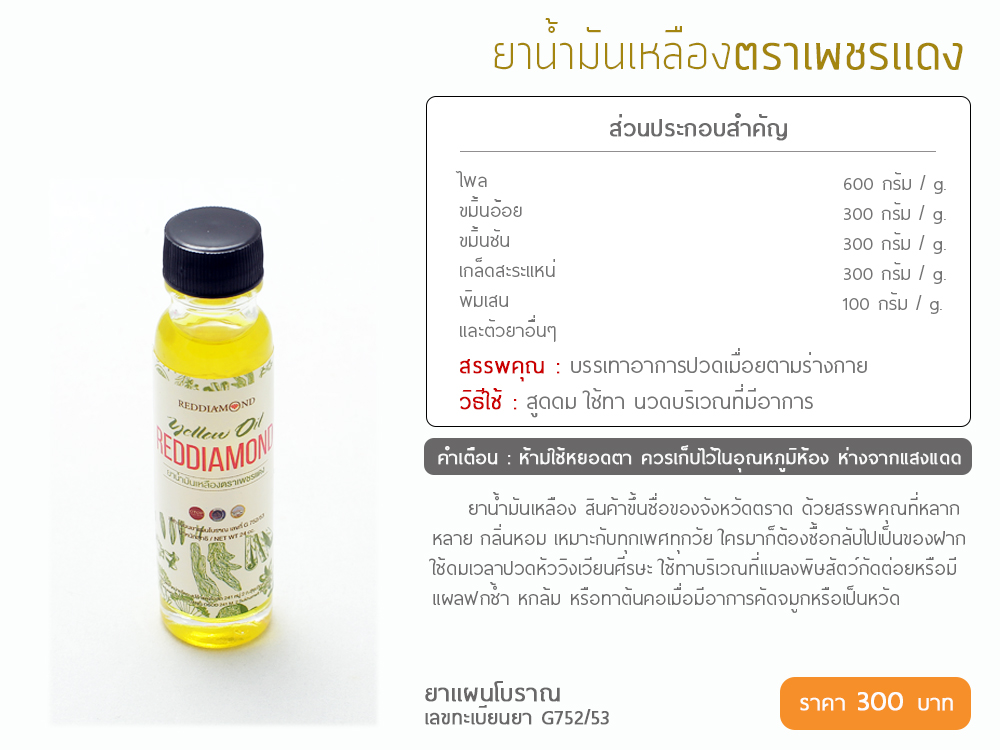 ยาน้ำมันเหลืองตราเพชรแดง
ส่วนประกอบสำคัญ
ไพล 600 กรัม / g.
ขมิ้นอ้อย 300 กรัม / g.
ขมิ้นชัน 300 กรัม / g.
เกล็ดสะระแหน่ 300 กรัม / g.
พิมเสน 100 กรัม / g.
และตัวยาอื่นๆ
สรรพคุณ : บรรเทาอาการปวดเมื่อยตามร่างกาย
วิธีใช้ : สูดดม ใช้ทา นวดบริเวณที่มีอาการ
คำเตือน : ห้ามใช้หยอดตา ควรเก็บไว้ในอุณหภูมิห้อง ห่างจากแสงแดด
ยาน้ำมันเหลือง สินค้าขึ้นชื่อของจังหวัดตราด ด้วยสรรพคุณที่หลาก
หลาย กลิ่นหอม เหมาะกับทุกเพศทุกวัย ใครมาก็ต้องซื้อกลับไปเป็นของฝาก
ใช้ดมเวลาปวดหัววิงเวียนศีรษะ ใช้ทาบริเวณที่แมลงพิษสัตว์กัดต่อยหรือมี
แผลฟกช้ำ หกล้ม หรือทาต้นคอเมื่อมีอาการคัดจมูกหรือเป็นหวัด
ยาแผนโบราณ
เลขทะเบียนยา G752/53
ราคา 300 บาท
REDDIAMOND
Yellow Oil
REDDIAMOND
ยาน้ำมันเหลืองตราเพชรแดง
/ NET WT 24 cc.